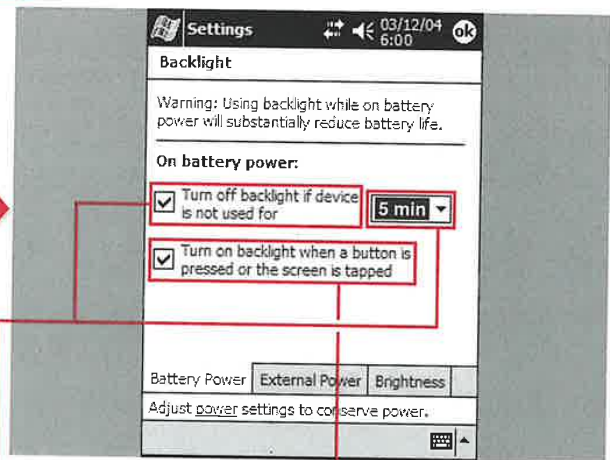 Settings
03/12/04
6:00
ok
Backlight
Warning: Using backlight while on battery
power will substantially reduce battery life.
On battery power:
Turn off backlight if device
is not used for
5 min
Turn on backlight when a button is
pressed or the screen is tapped
Battery Power
External Power
Brightness
Adjust power settings to conserve power.